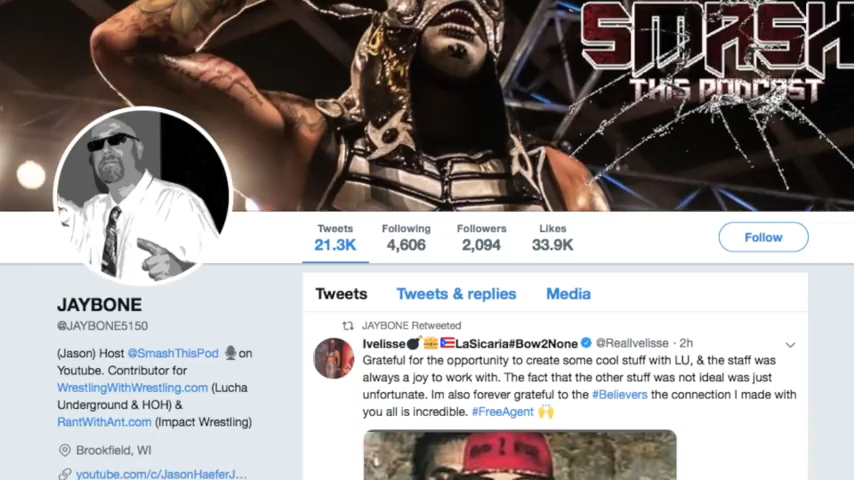 SMASH
THIS PODCAST
Tweets
21.3K
Following
4,606
Followers
2,094
Likes
33.9K
Follow
JAYBONE
@JAYBONE5150
(Jason) Host @SmashThisPod 🎙️on
Youtube. Contributor for
WrestlingWithWrestling.com (Lucha
Underground & HOH) &
RantWithAnt.com (Impact Wrestling)
Brookfield, WI
youtube.com/c/JasonHaeferJ...
Tweets
Tweets & replies
Media
JAYBONE Retweeted
Ivelisse💣👑🇵🇷LaSicaria#Bow2None @RealIvelisse · 2h
Grateful for the opportunity to create some cool stuff with LU, & the staff was
always a joy to work with. The fact that the other stuff was not ideal was just
unfortunate. Im also forever grateful to the #Believers the connection I made with
you all is incredible. #FreeAgent 🙌